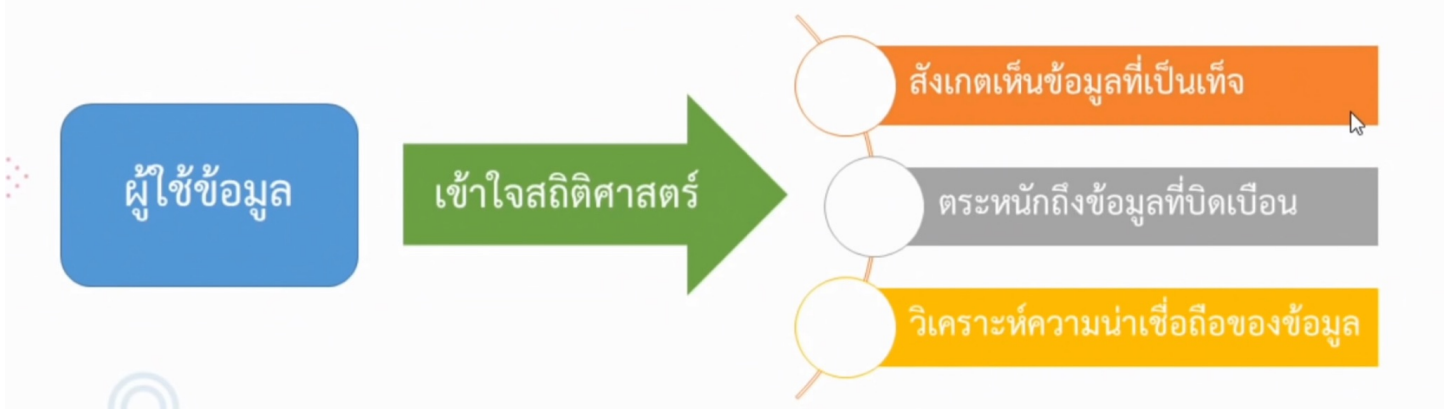 ผู้ใช้ข้อมูล
เข้าใจสถิติศาสตร์
สังเกตเห็นข้อมูลที่เป็นเท็จ
ตระหนักถึงข้อมูลที่บิดเบือน
วิเคราะห์ความน่าเชื่อถือของข้อมูล